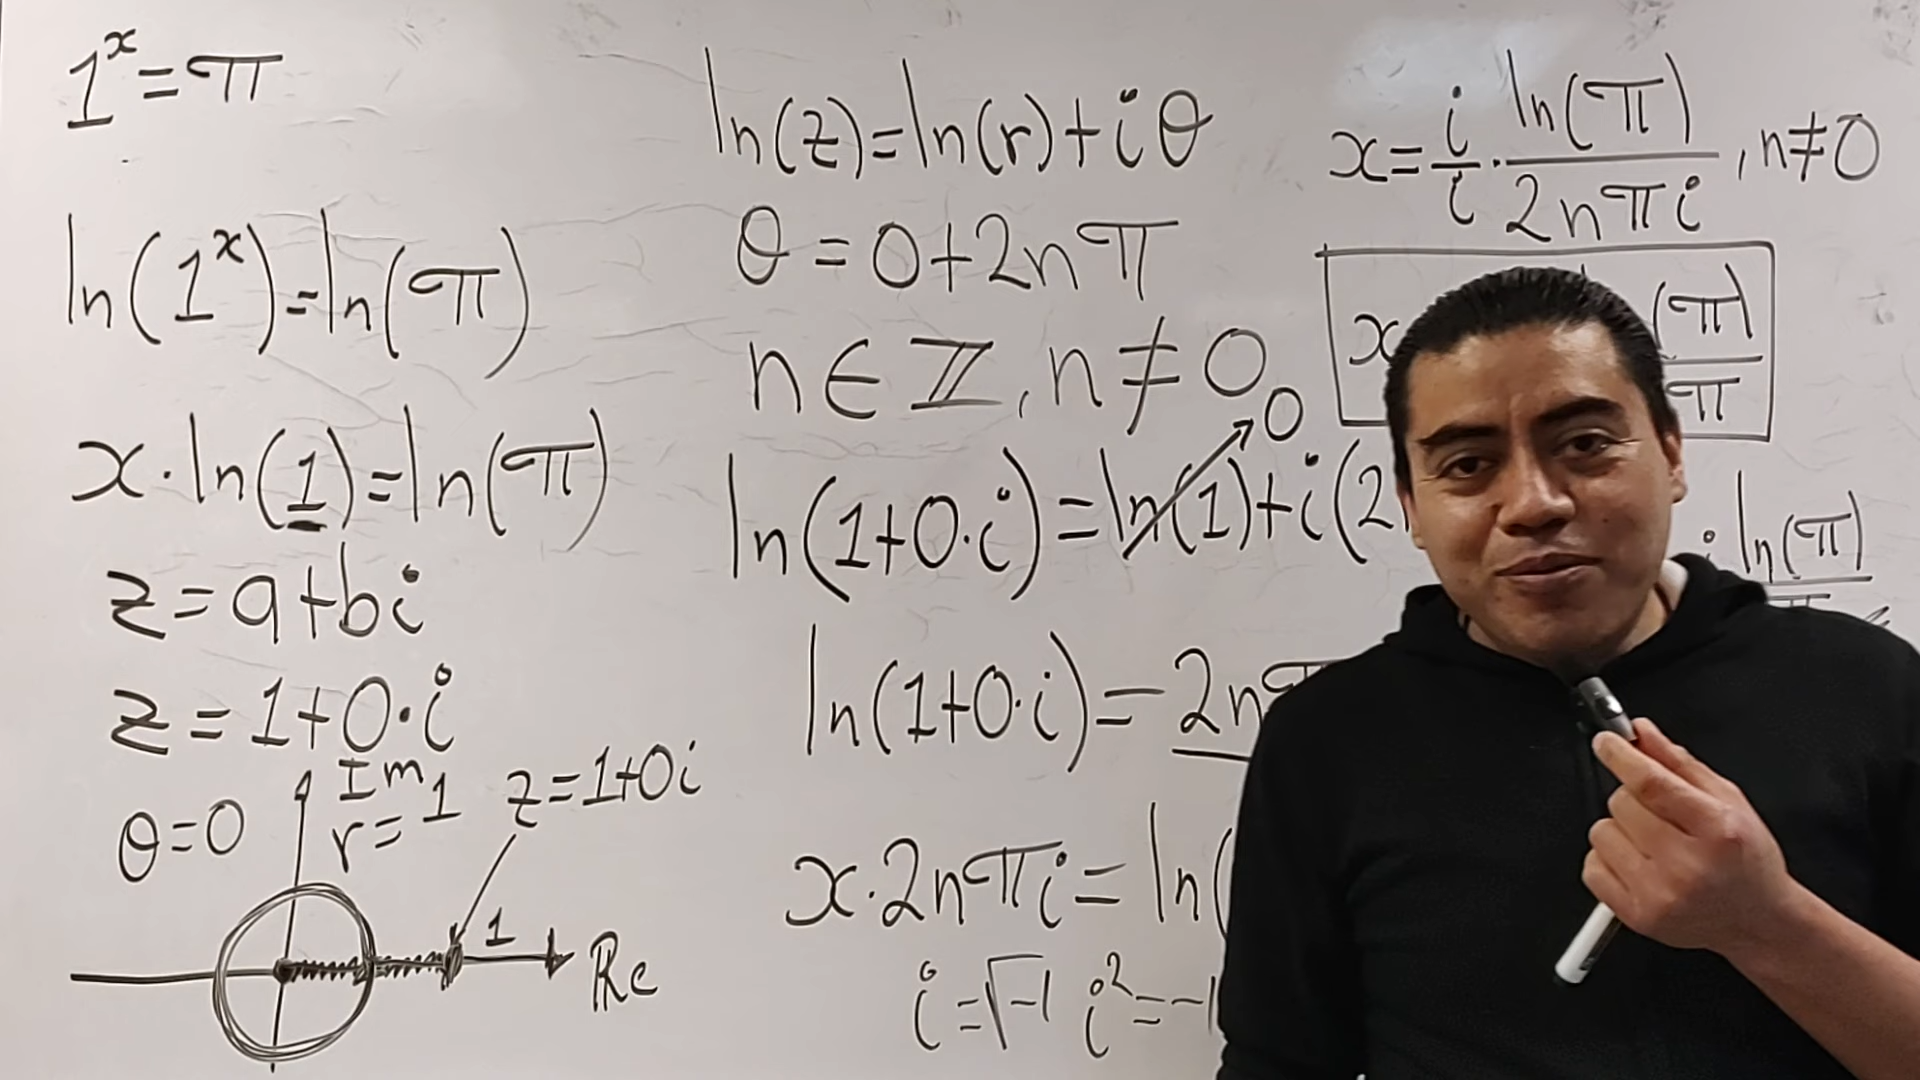 1^x = π
ln(1^x) = ln(π)
x·ln(1) = ln(π)
z = a+bi
z = 1+0·i
Im
θ=0 r=1 z=1+0i
1
Re
ln(z) = ln(r)+iθ
θ = 0+2nπ
n∈ℤ, n≠0
0
ln(1+0·i) = ln(1)+i(2
ln(1+0·i) = 2nπ
x·2nπi = ln(
i=√-1 i²=-1
x = i/i · ln(π)/2nπi , n≠0
x (π)/π
i ln(π)